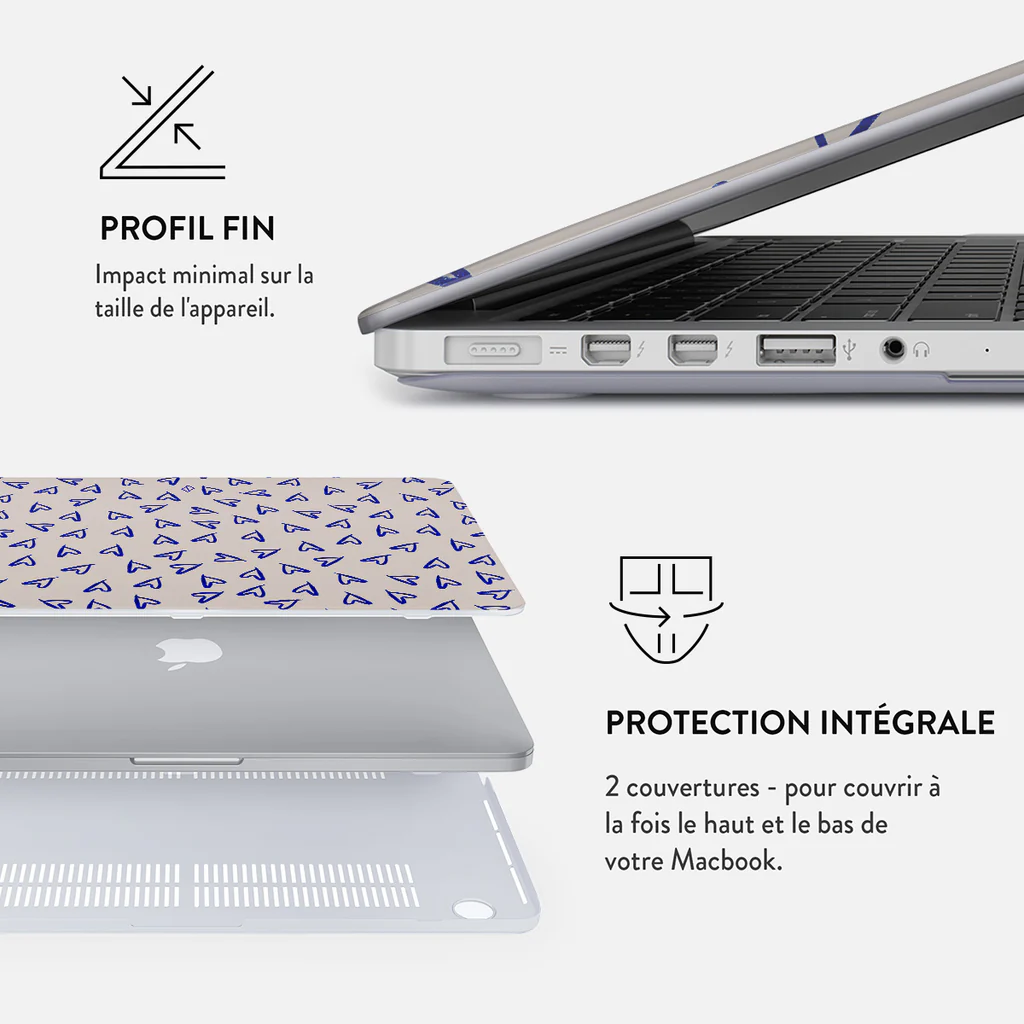 PROFIL FIN
Impact minimal sur la
taille de l'appareil.
PROTECTION INTÉGRALE
2 couvertures - pour couvrir à
la fois le haut et le bas de
votre Macbook.